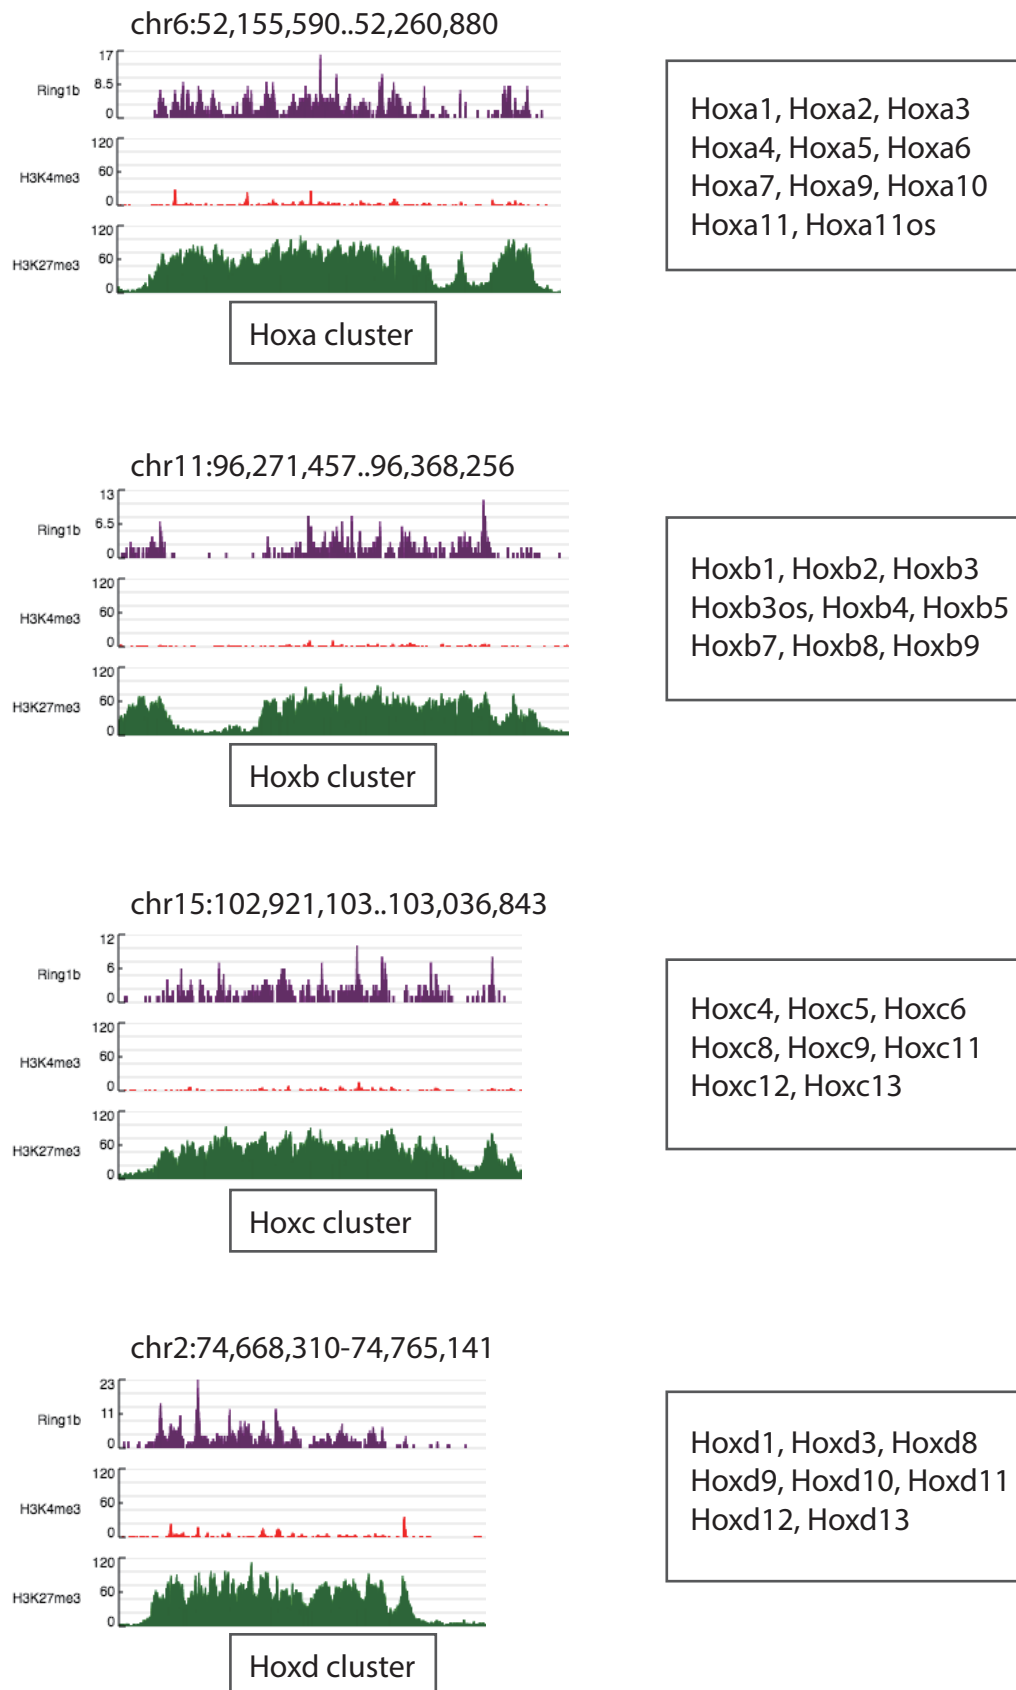 chr6:52,155,590..52,260,880
17
Ring1b
8.5
0
120
H3K4me3
60
0
120
H3K27me3
60
0
Hoxa cluster
Hoxa1, Hoxa2, Hoxa3
Hoxa4, Hoxa5, Hoxa6
Hoxa7, Hoxa9, Hoxa10
Hoxa11, Hoxa11os
chr11:96,271,457..96,368,256
13
Ring1b
6.5
0
120
H3K4me3
60
0
120
H3K27me3
60
0
Hoxb cluster
Hoxb1, Hoxb2, Hoxb3
Hoxb3os, Hoxb4, Hoxb5
Hoxb7, Hoxb8, Hoxb9
chr15:102,921,103..103,036,843
12
Ring1b
6
0
120
H3K4me3
60
0
120
H3K27me3
60
0
Hoxc cluster
Hoxc4, Hoxc5, Hoxc6
Hoxc8, Hoxc9, Hoxc11
Hoxc12, Hoxc13
chr2:74,668,310-74,765,141
23
Ring1b
11
0
120
H3K4me3
60
0
120
H3K27me3
60
0
Hoxd cluster
Hoxd1, Hoxd3, Hoxd8
Hoxd9, Hoxd10, Hoxd11
Hoxd12, Hoxd13